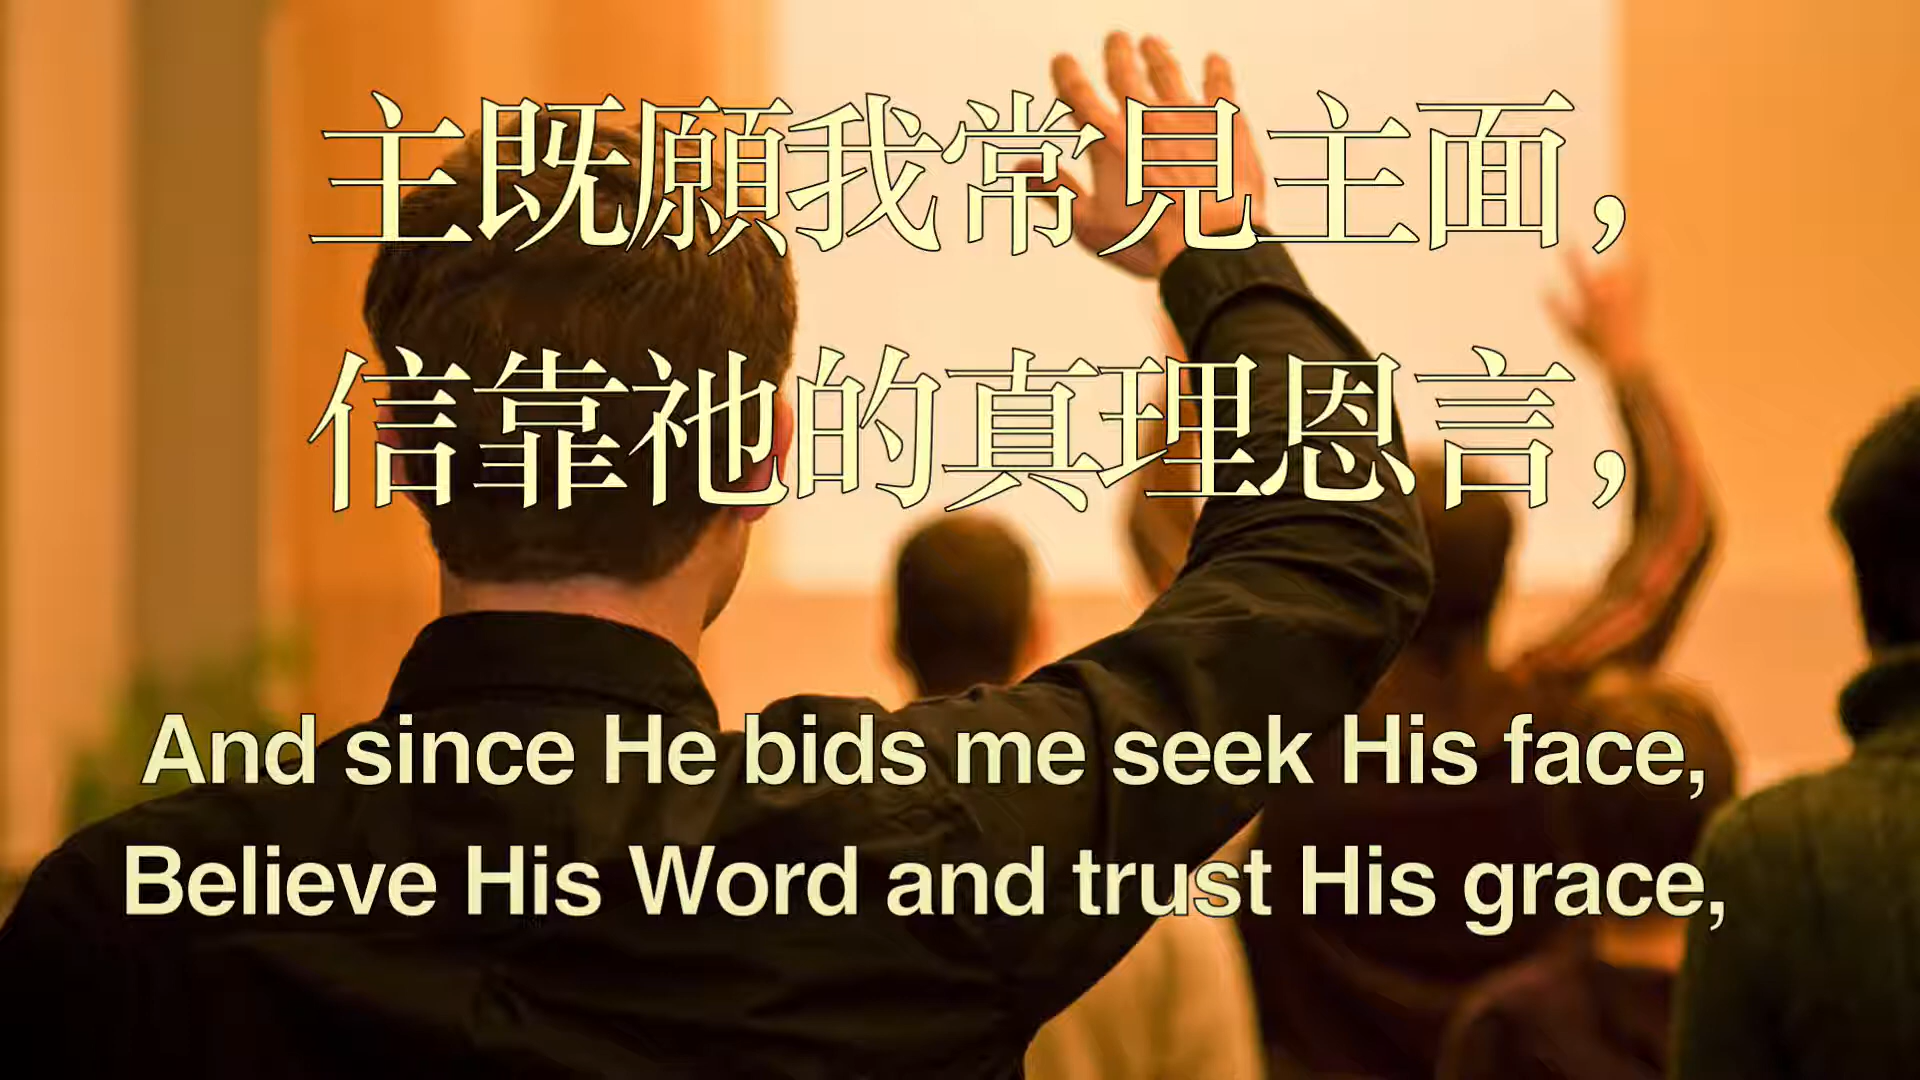 主既願我常見主面，
信靠祂的真理恩言，
And since He bids me seek His face,
Believe His Word and trust His grace,